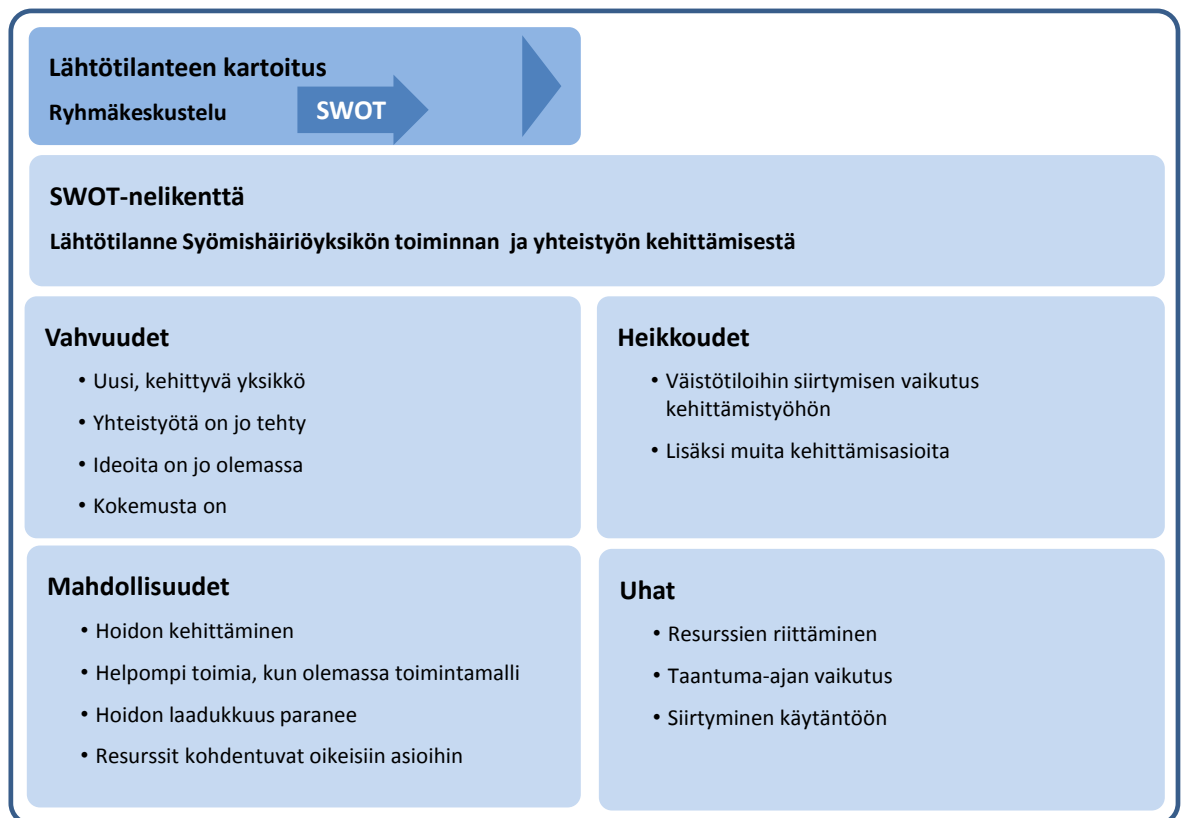 Lähtötilanteen kartoitus
Ryhmäkeskustelu SWOT
SWOT-nelikenttä
Lähtötilanne Syömishäiriöyksikön toiminnan ja yhteistyön kehittämisestä
Vahvuudet
• Uusi, kehittyvä yksikkö
• Yhteistyötä on jo tehty
• Ideoita on jo olemassa
• Kokemusta on
Heikkoudet
• Väistötiloihin siirtymisen vaikutus
kehittämistyöhön
• Lisäksi muita kehittämisasioita
Mahdollisuudet
• Hoidon kehittäminen
• Helpompi toimia, kun olemassa toimintamalli
• Hoidon laadukkuus paranee
• Resurssit kohdentuvat oikeisiin asioihin
Uhat
• Resurssien riittäminen
• Taantuma-ajan vaikutus
• Siirtyminen käytäntöön